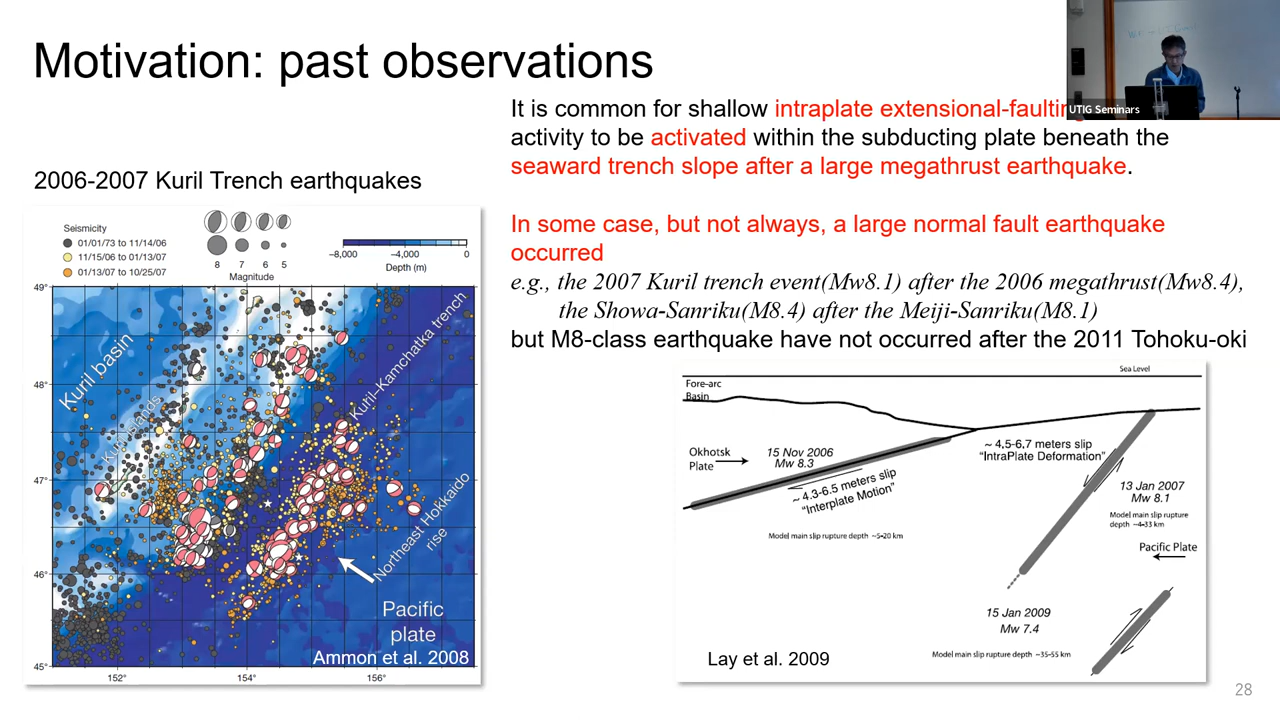 Motivation: past observations
UTIG Seminars
It is common for shallow intraplate extensional-faulting
activity to be activated within the subducting plate beneath the
seaward trench slope after a large megathrust earthquake.
In some case, but not always, a large normal fault earthquake
occurred
e.g., the 2007 Kuril trench event(Mw8.1) after the 2006 megathrust(Mw8.4),
the Showa-Sanriku(M8.4) after the Meiji-Sanriku(M8.1)
but M8-class earthquake have not occurred after the 2011 Tohoku-oki
2006-2007 Kuril Trench earthquakes
Seismicity
01/01/73 to 11/14/06
11/15/06 to 01/13/07
01/13/07 to 10/25/07
8 7 6 5
Magnitude
−8,000 −4,000 0
Depth (m)
49°
48°
47°
46°
45°
152° 154° 156°
Kuril basin
Kuril islands
Kuril–Kamchatka trench
Northeast Hokkaido
rise
Pacific
plate
Ammon et al. 2008
Sea Level
Fore-arc
Basin
Okhotsk
Plate
15 Nov 2006
Mw 8.3
~ 4.3-6.5 meters slip
"Interplate Motion"
Model main slip rupture depth ~5-20 km
~ 4.5-6.7 meters slip
"IntraPlate Deformation"
13 Jan 2007
Mw 8.1
Model main slip rupture
depth ~4-33 km
Pacific Plate
15 Jan 2009
Mw 7.4
Model main slip rupture depth ~35-55 km
Lay et al. 2009
28